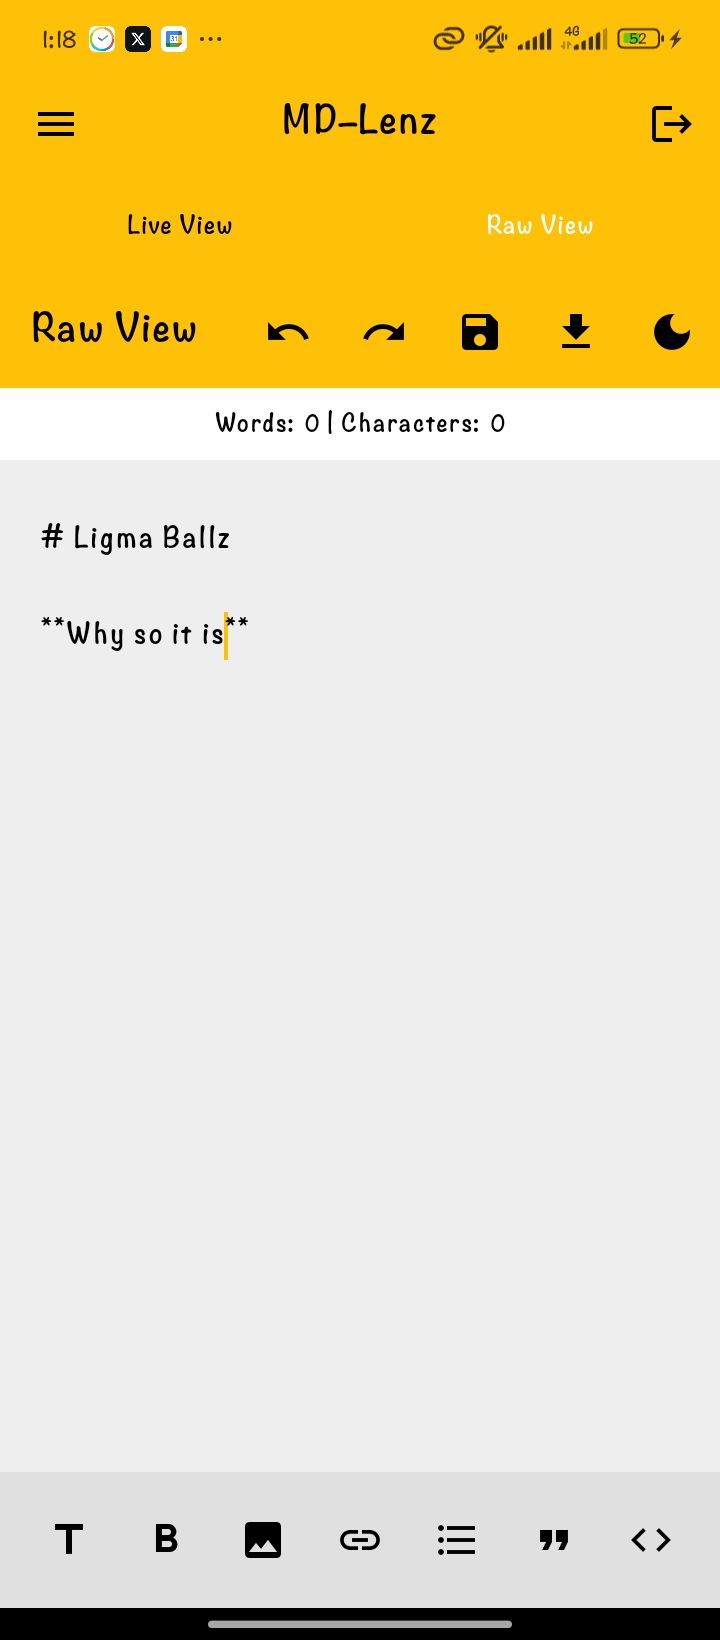 1:18 4G 52
MD-Lenz
Live View Raw View
Raw View
Words: 0 | Characters: 0
# Ligma Ballz
**Why so it is**
T B